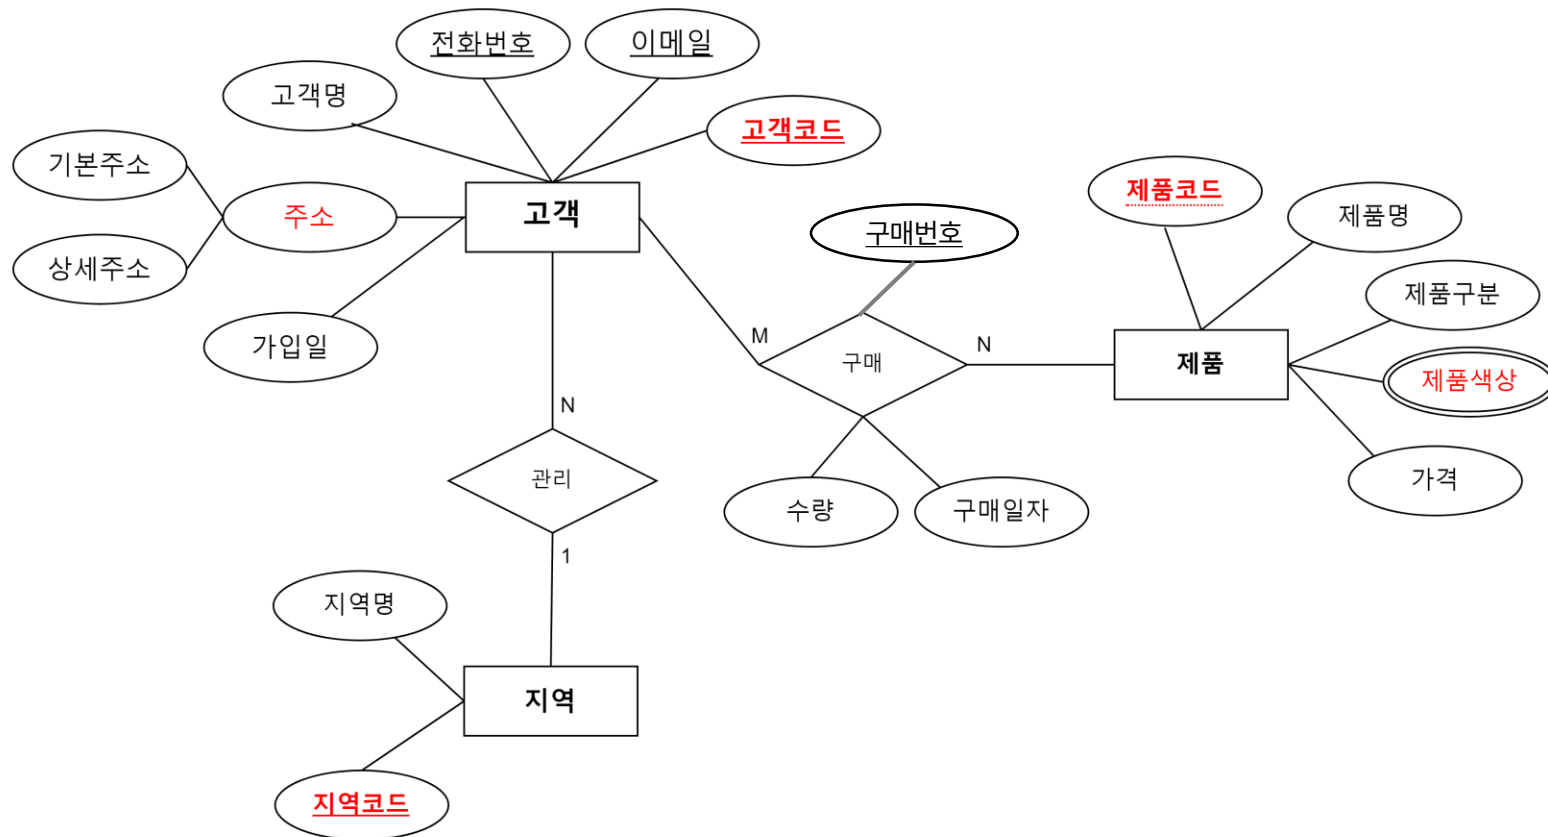 전화번호
이메일
고객명
고객코드
기본주소
주소
고객
상세주소
가입일
구매번호
제품코드
제품명
제품구분
M
구매
N
제품
제품색상
가격
수량
구매일자
N
관리
1
지역명
지역
지역코드